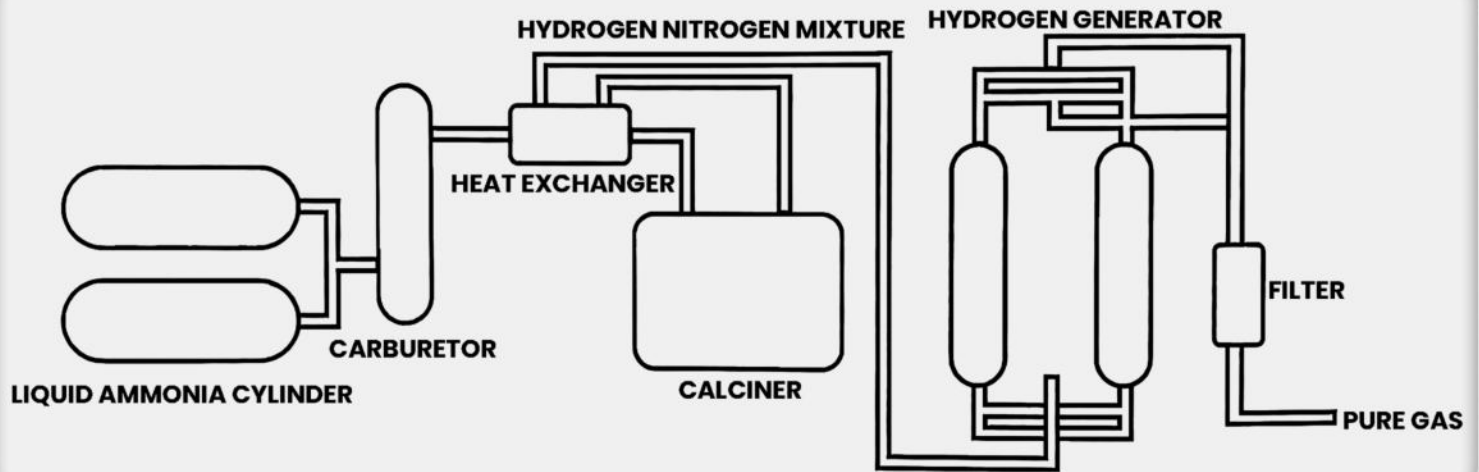 HYDROGEN NITROGEN MIXTURE
HYDROGEN GENERATOR
HEAT EXCHANGER
FILTER
CARBURETOR
CALCINER
LIQUID AMMONIA CYLINDER
PURE GAS